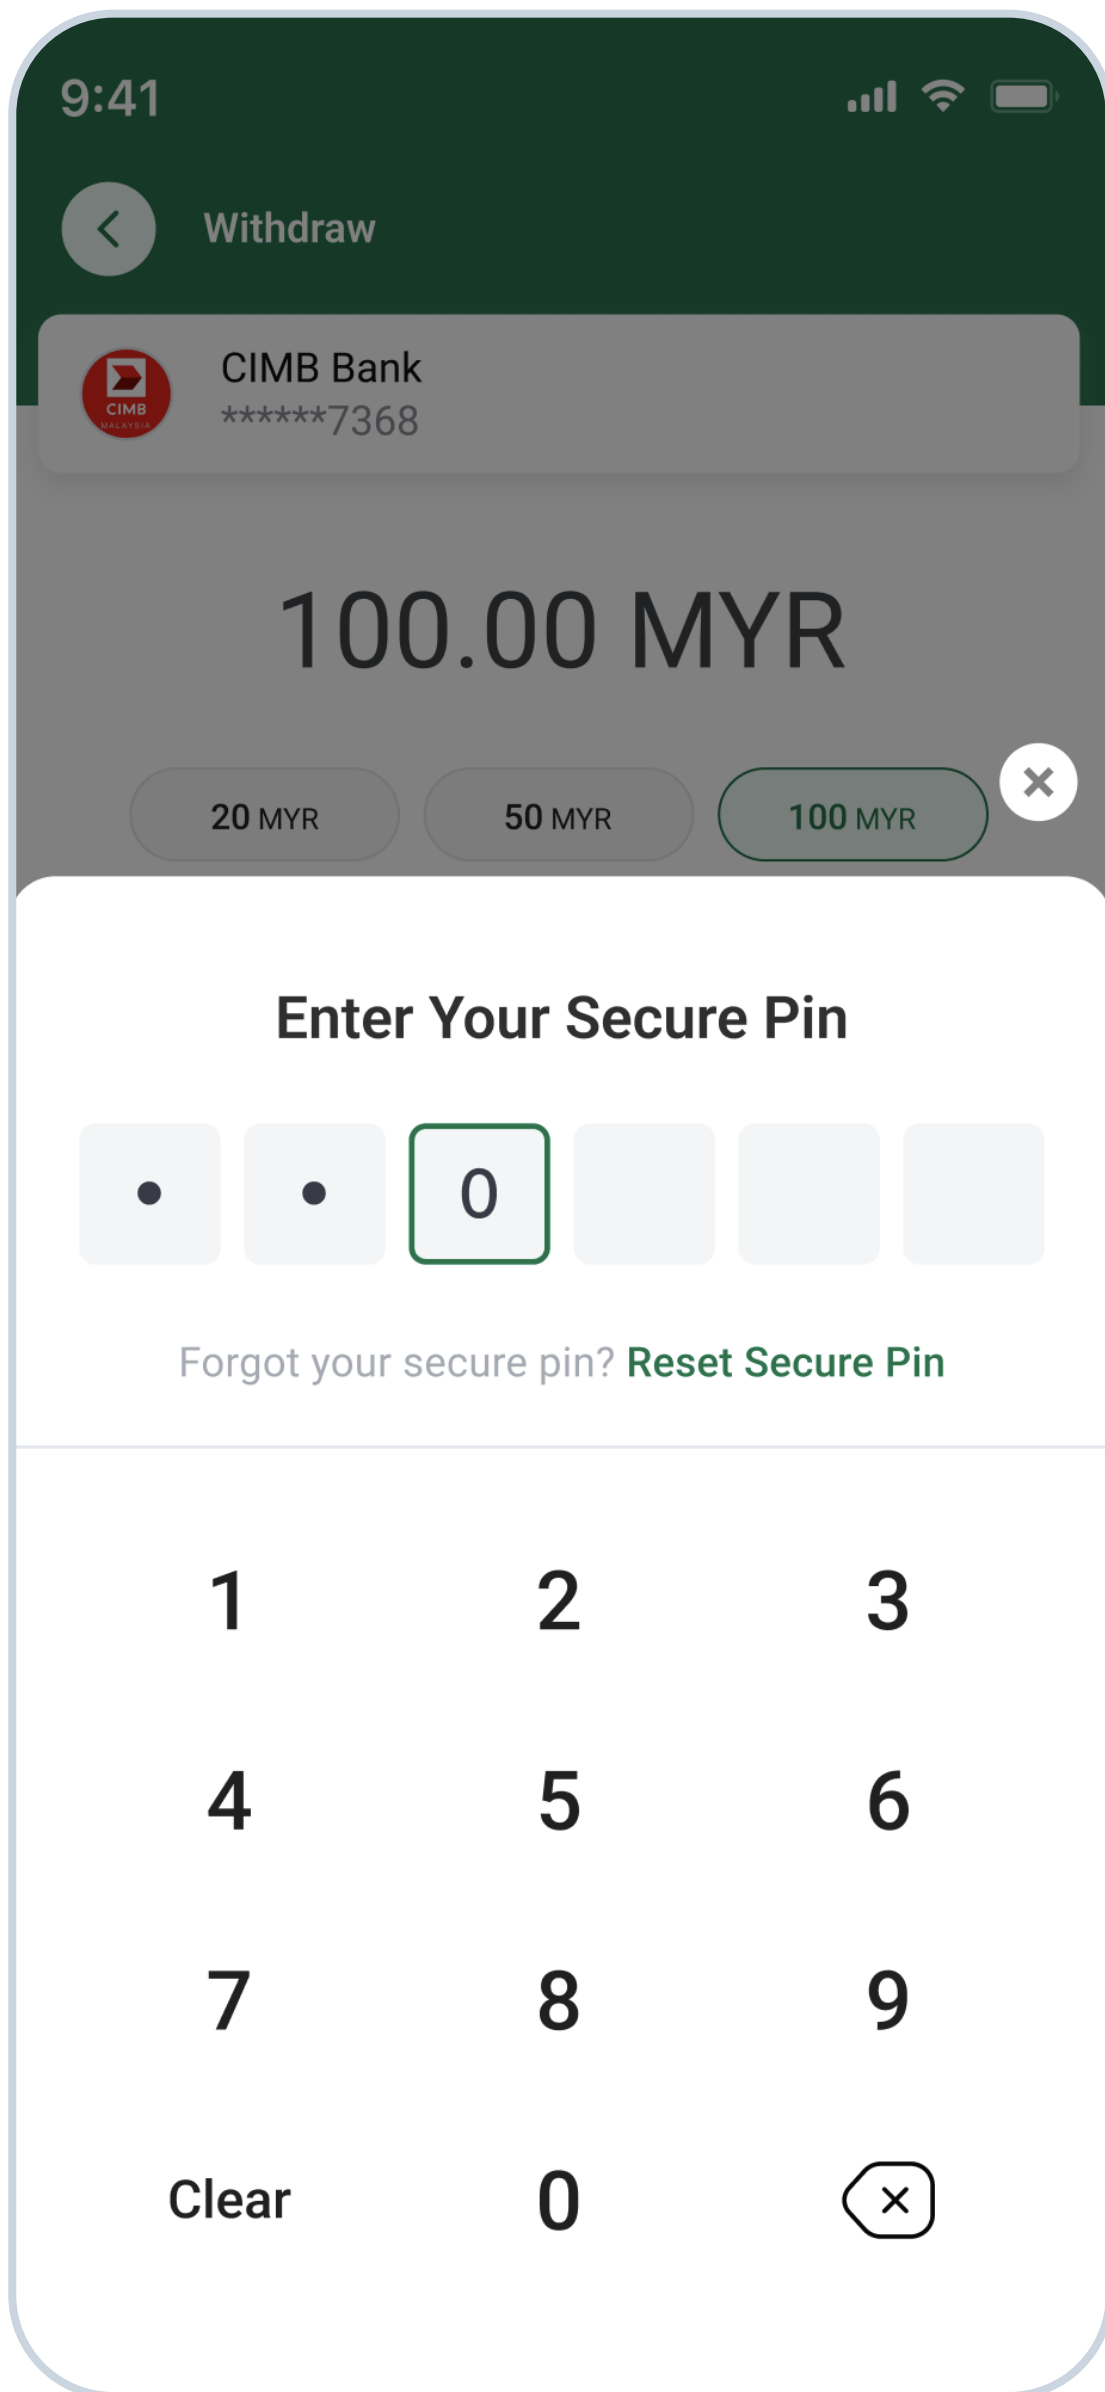 9:41
Withdraw
CIMB
MALAYSIA
CIMB Bank
******7368
100.00 MYR
20 MYR 50 MYR 100 MYR
Enter Your Secure Pin
• • 0
Forgot your secure pin? Reset Secure Pin
1 2 3
4 5 6
7 8 9
Clear 0